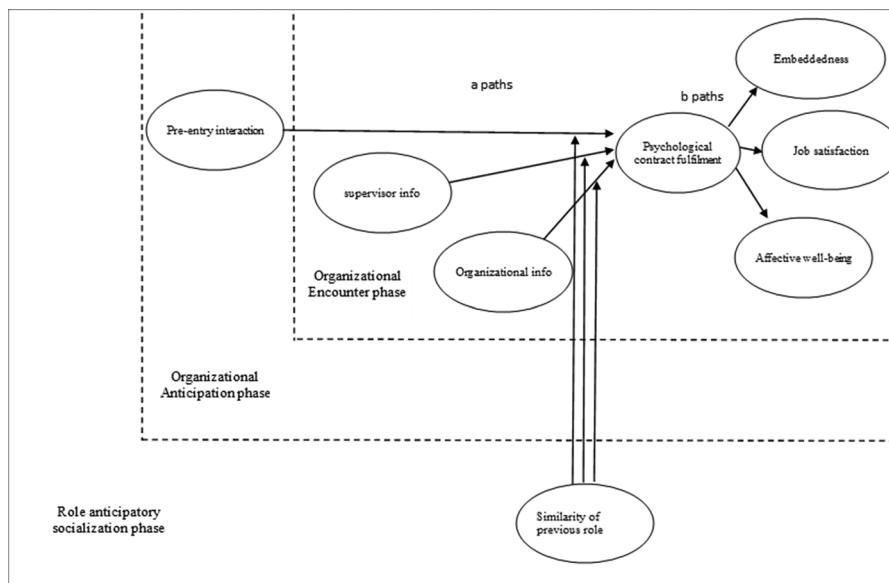 Embeddedness
a paths
b paths
Pre-entry interaction
Psychological
contract fulfilment
Job satisfaction
supervisor info
Organizational info
Affective well-being
Organizational
Encounter phase
Organizational
Anticipation phase
Role anticipatory
socialization phase
Similarity of
previous role